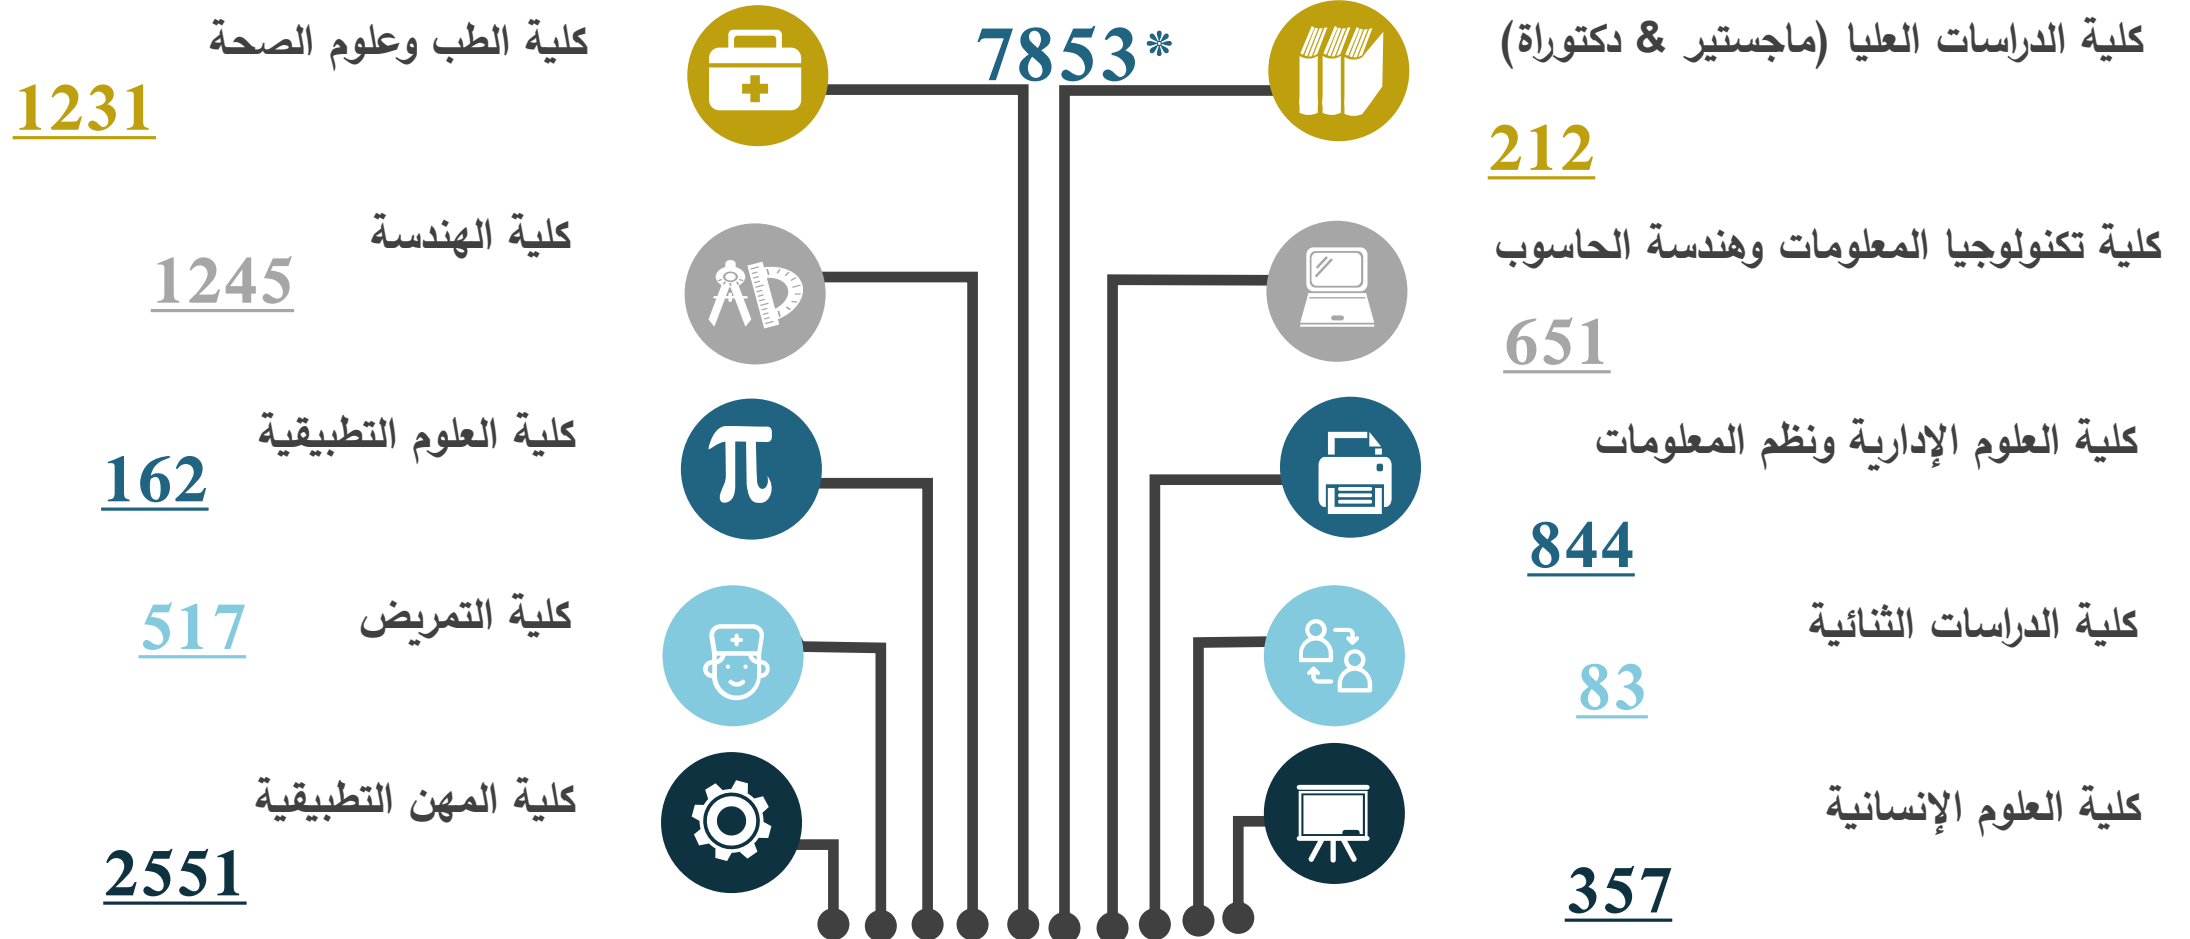 7853*
كلية الدراسات العليا (ماجستير & دكتوراة)
212
كلية تكنولوجيا المعلومات وهندسة الحاسوب
651
كلية العلوم الإدارية ونظم المعلومات
844
كلية الدراسات الثنائية
83
كلية العلوم الإنسانية
357
كلية الطب وعلوم الصحة
1231
كلية الهندسة
1245
كلية العلوم التطبيقية
162
كلية التمريض
517
كلية المهن التطبيقية
2551